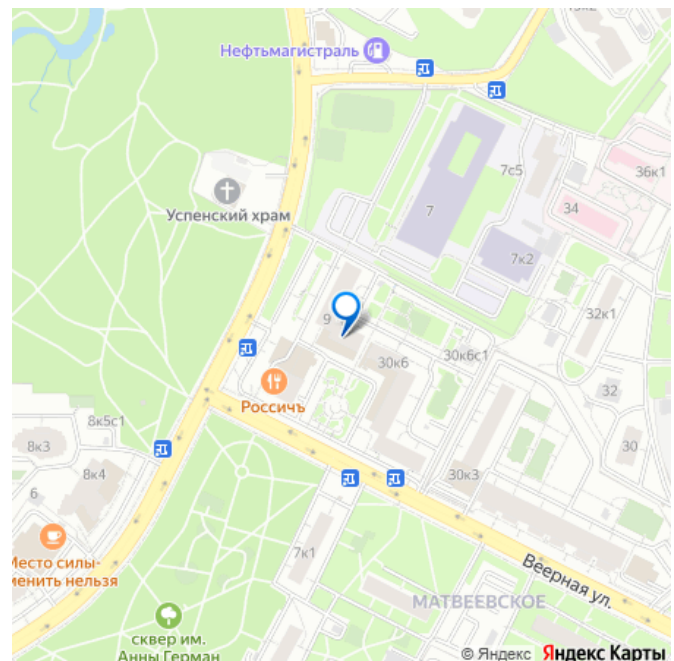 Нефтьмагистраль
7с5
36к1
34
7
Успенский храм
7к2
9
32к1
30к6
30к6с1
32
Россичъ
8к5с1
8к3
30
8к4
30к3
6
Место силы-
менить нельзя
7к1
Веерная ул.
МАТВЕЕВСКОЕ
сквер им.
Анны Герман
© Яндекс Яндекс Карты